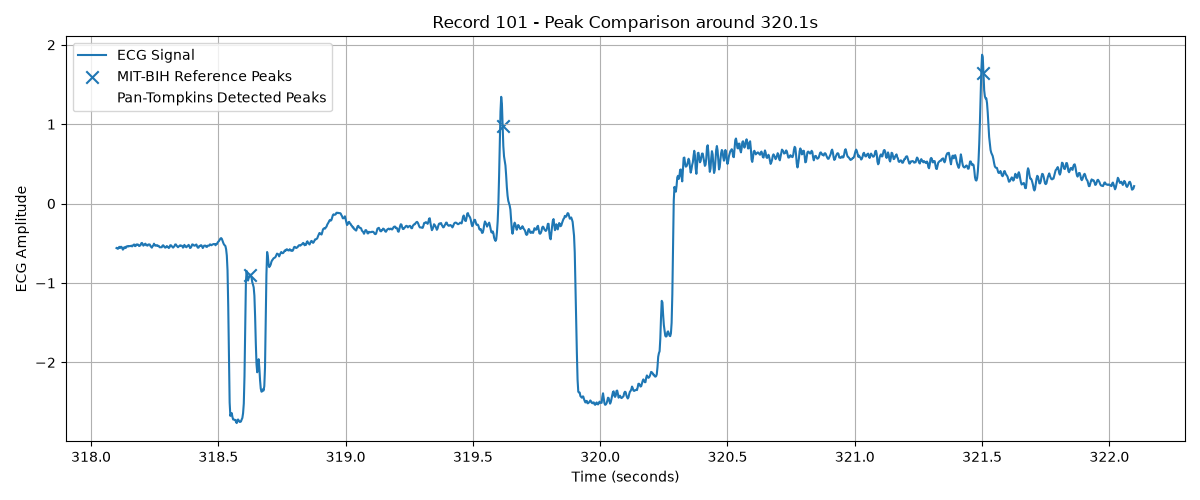 Record 101 - Peak Comparison around 320.1s
ECG Signal
MIT-BIH Reference Peaks
Pan-Tompkins Detected Peaks
ECG Amplitude
2
1
0
−1
−2
318.0 318.5 319.0 319.5 320.0 320.5 321.0 321.5 322.0
Time (seconds)